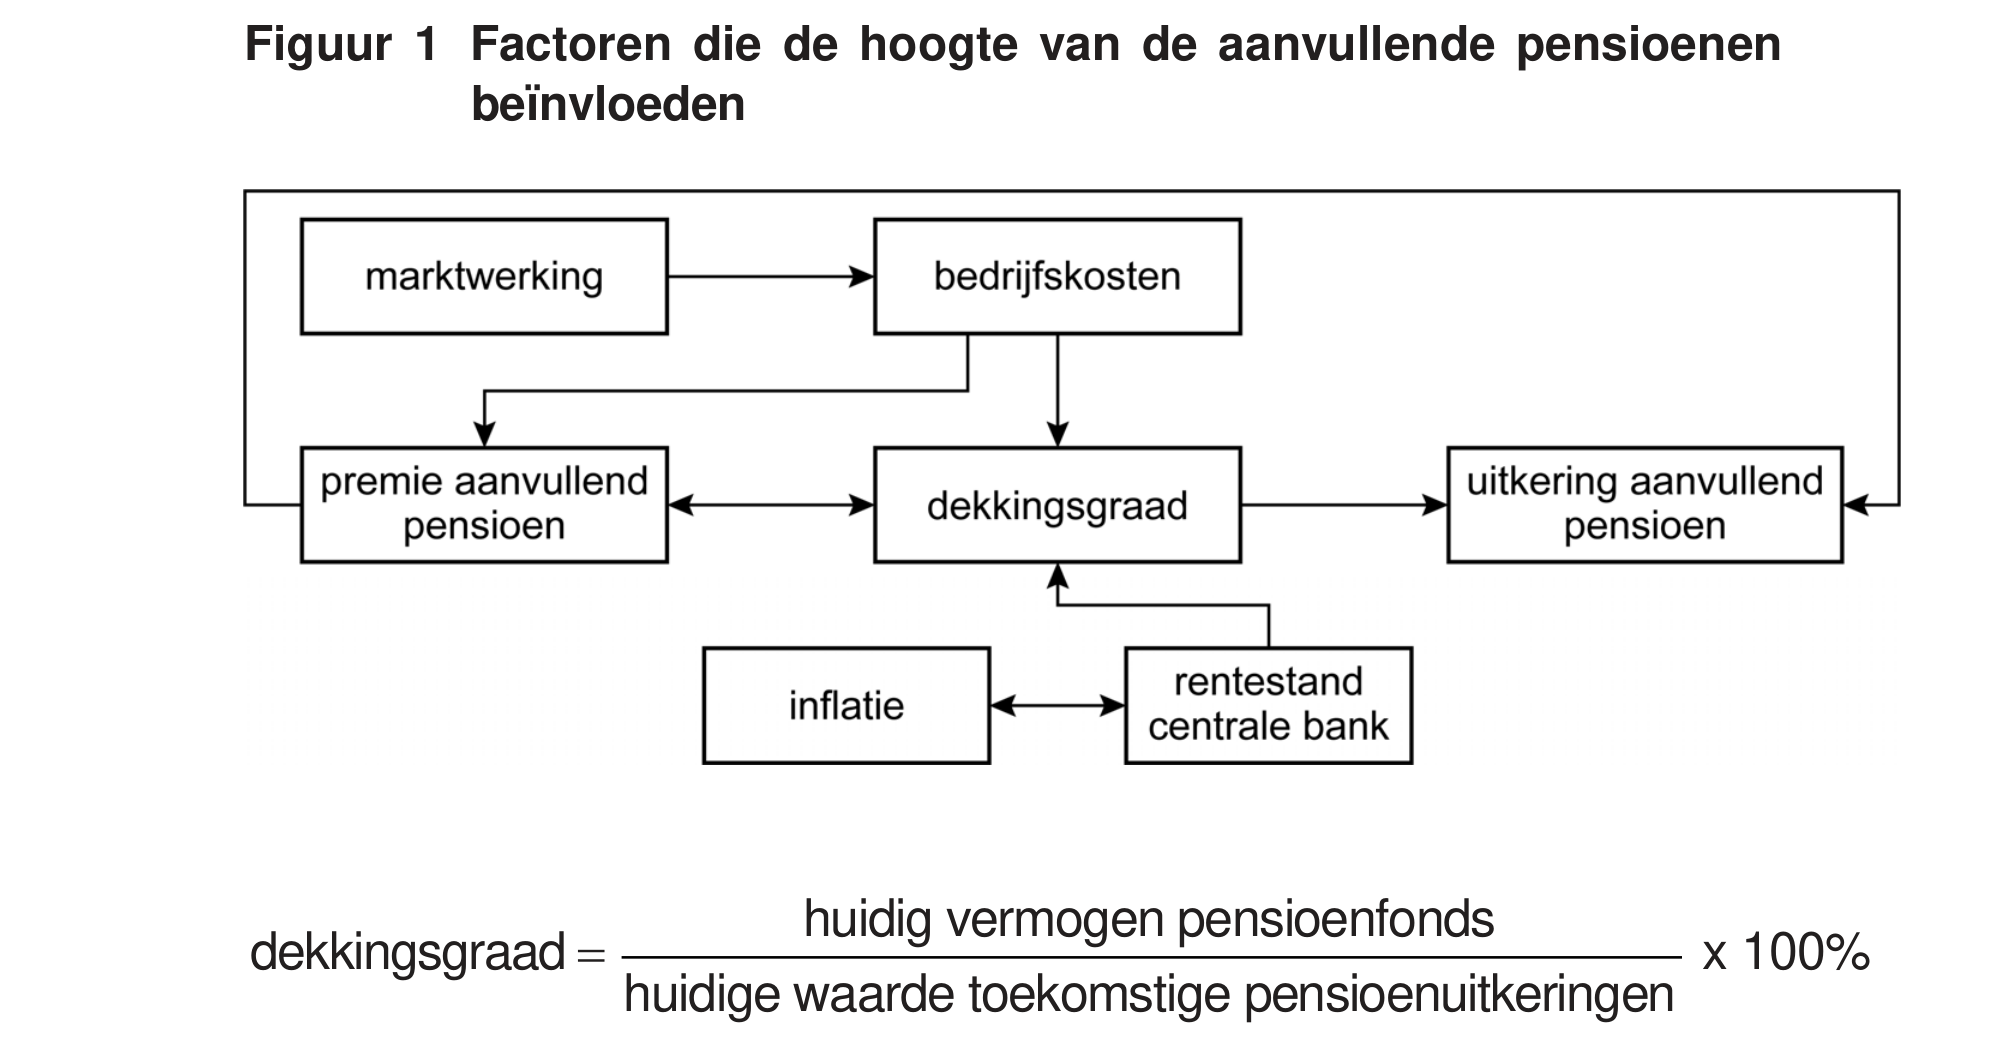 Figuur 1 Factoren die de hoogte van de aanvullende pensioenen
beïnvloeden
marktwerking
bedrijfskosten
premie aanvullend
pensioen
dekkingsgraad
uitkering aanvullend
pensioen
inflatie
rentestand
centrale bank
huidig vermogen pensioenfonds
dekkingsgraad = x 100%
huidige waarde toekomstige pensioenuitkeringen